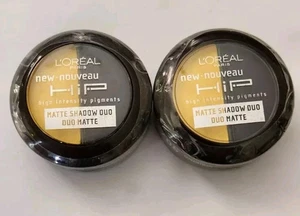 L'ORÉAL
PARIS
new-nouveau
HiP
high intensity pigments
MATTE SHADOW DUO
DUO MATTE
L'ORÉAL
PARIS
new-nouveau
HiP
high intensity pigments
MATTE SHADOW DUO
DUO MATTE